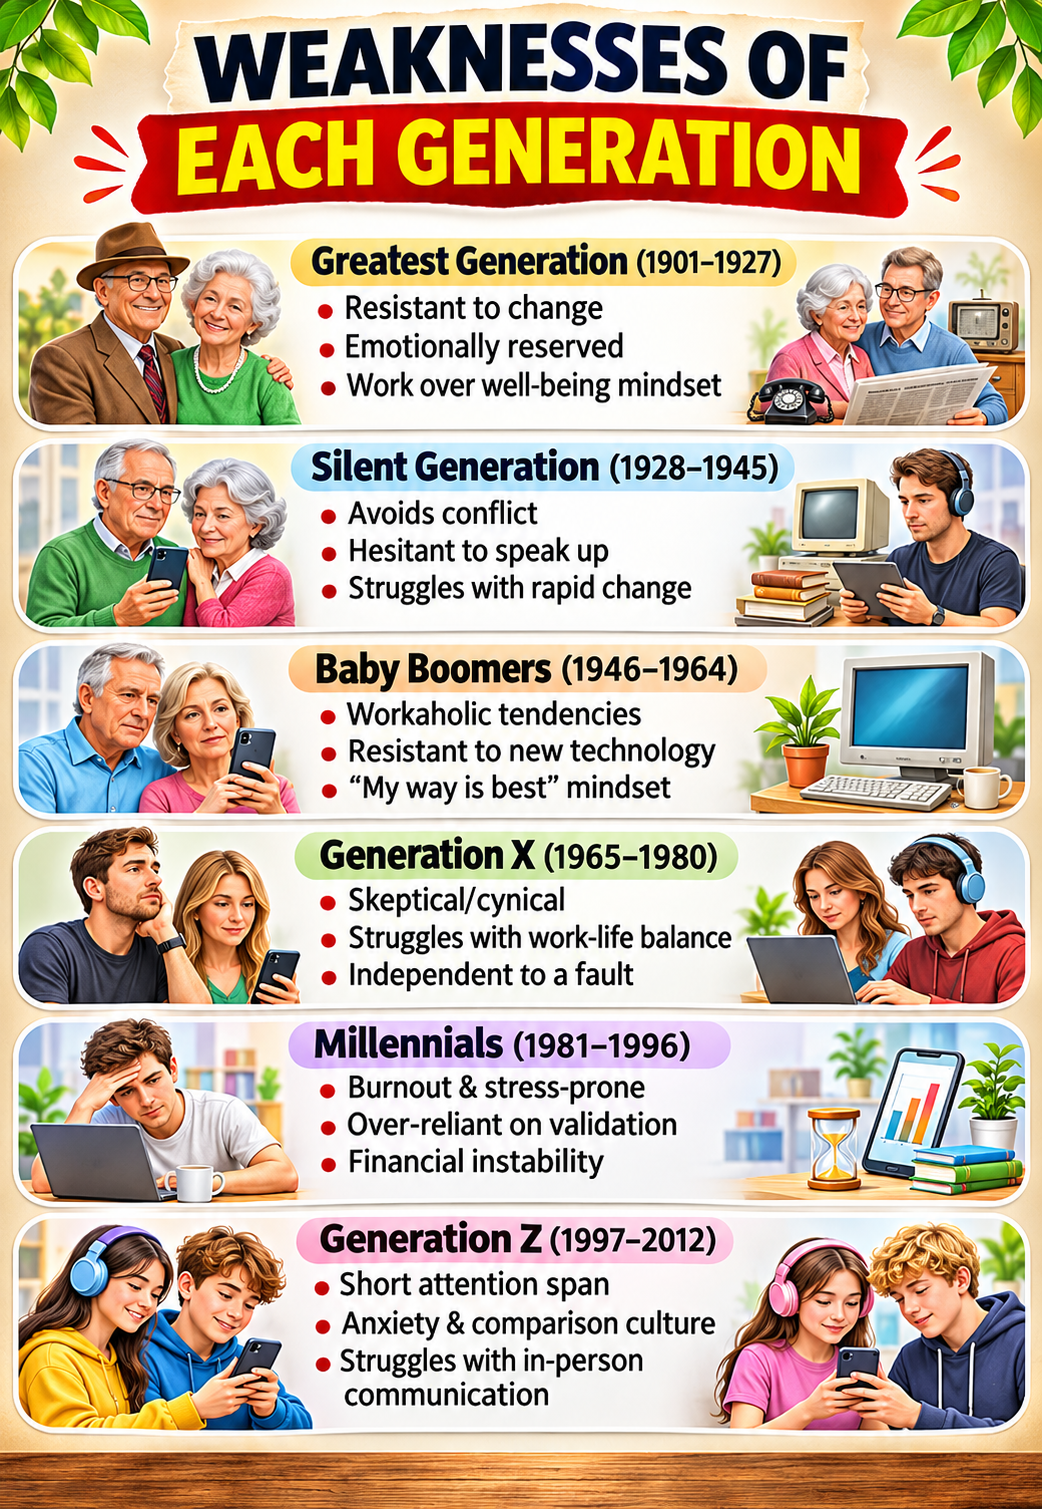 WEAKNESSES OF
EACH GENERATION
Greatest Generation (1901–1927)
• Resistant to change
• Emotionally reserved
• Work over well-being mindset
Silent Generation (1928–1945)
• Avoids conflict
• Hesitant to speak up
• Struggles with rapid change
Baby Boomers (1946–1964)
• Workaholic tendencies
• Resistant to new technology
• “My way is best” mindset
Generation X (1965–1980)
• Skeptical/cynical
• Struggles with work-life balance
• Independent to a fault
Millennials (1981–1996)
• Burnout & stress-prone
• Over-reliant on validation
• Financial instability
Generation Z (1997–2012)
• Short attention span
• Anxiety & comparison culture
• Struggles with in-person
communication